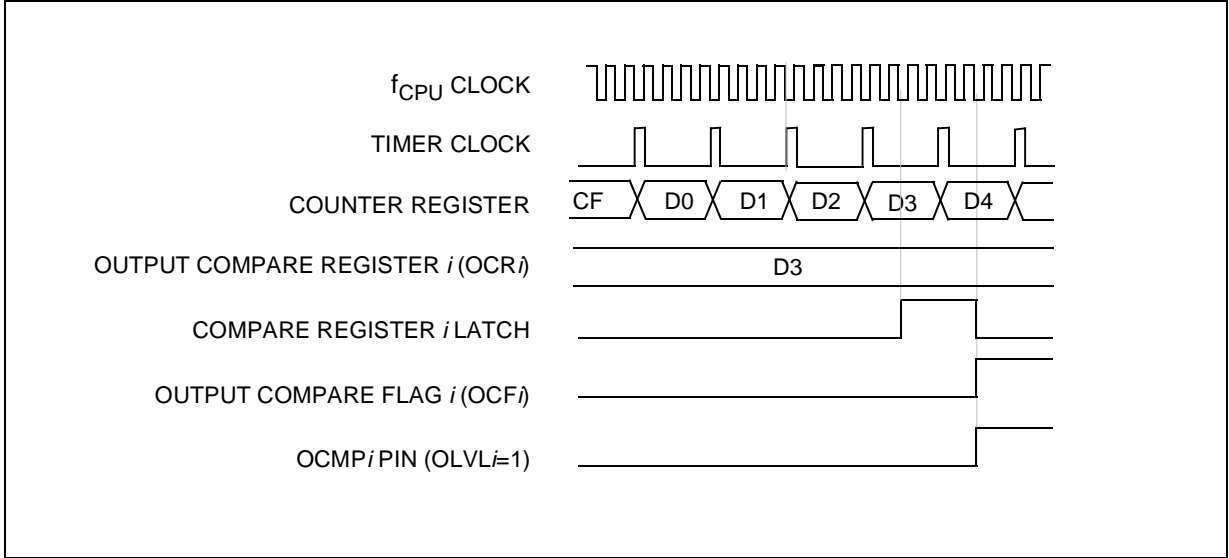 fCPU CLOCK
TIMER CLOCK
COUNTER REGISTER CF D0 D1 D2 D3 D4
OUTPUT COMPARE REGISTER i (OCRi) D3
COMPARE REGISTER i LATCH
OUTPUT COMPARE FLAG i (OCFi)
OCMPi PIN (OLVLi=1)